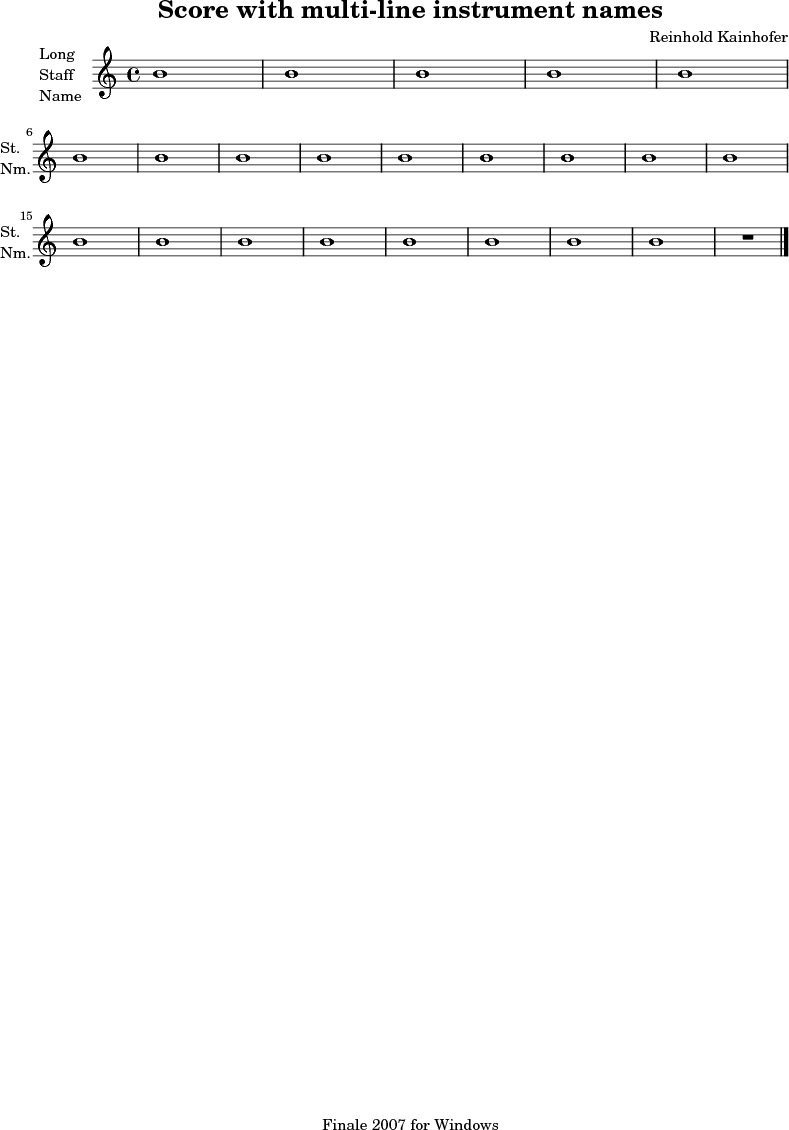 Score with multi-line instrument names
Reinhold Kainhofer
Long
Staff
Name
6
St.
Nm.
15
St.
Nm.
Finale 2007 for Windows